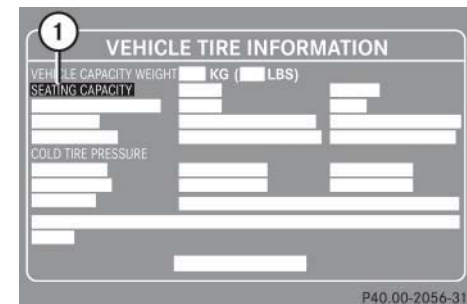 1
VEHICLE TIRE INFORMATION
VEHICLE CAPACITY WEIGHT KG ( LBS)
SEATING CAPACITY
COLD TIRE PRESSURE
P40.00-2056-31